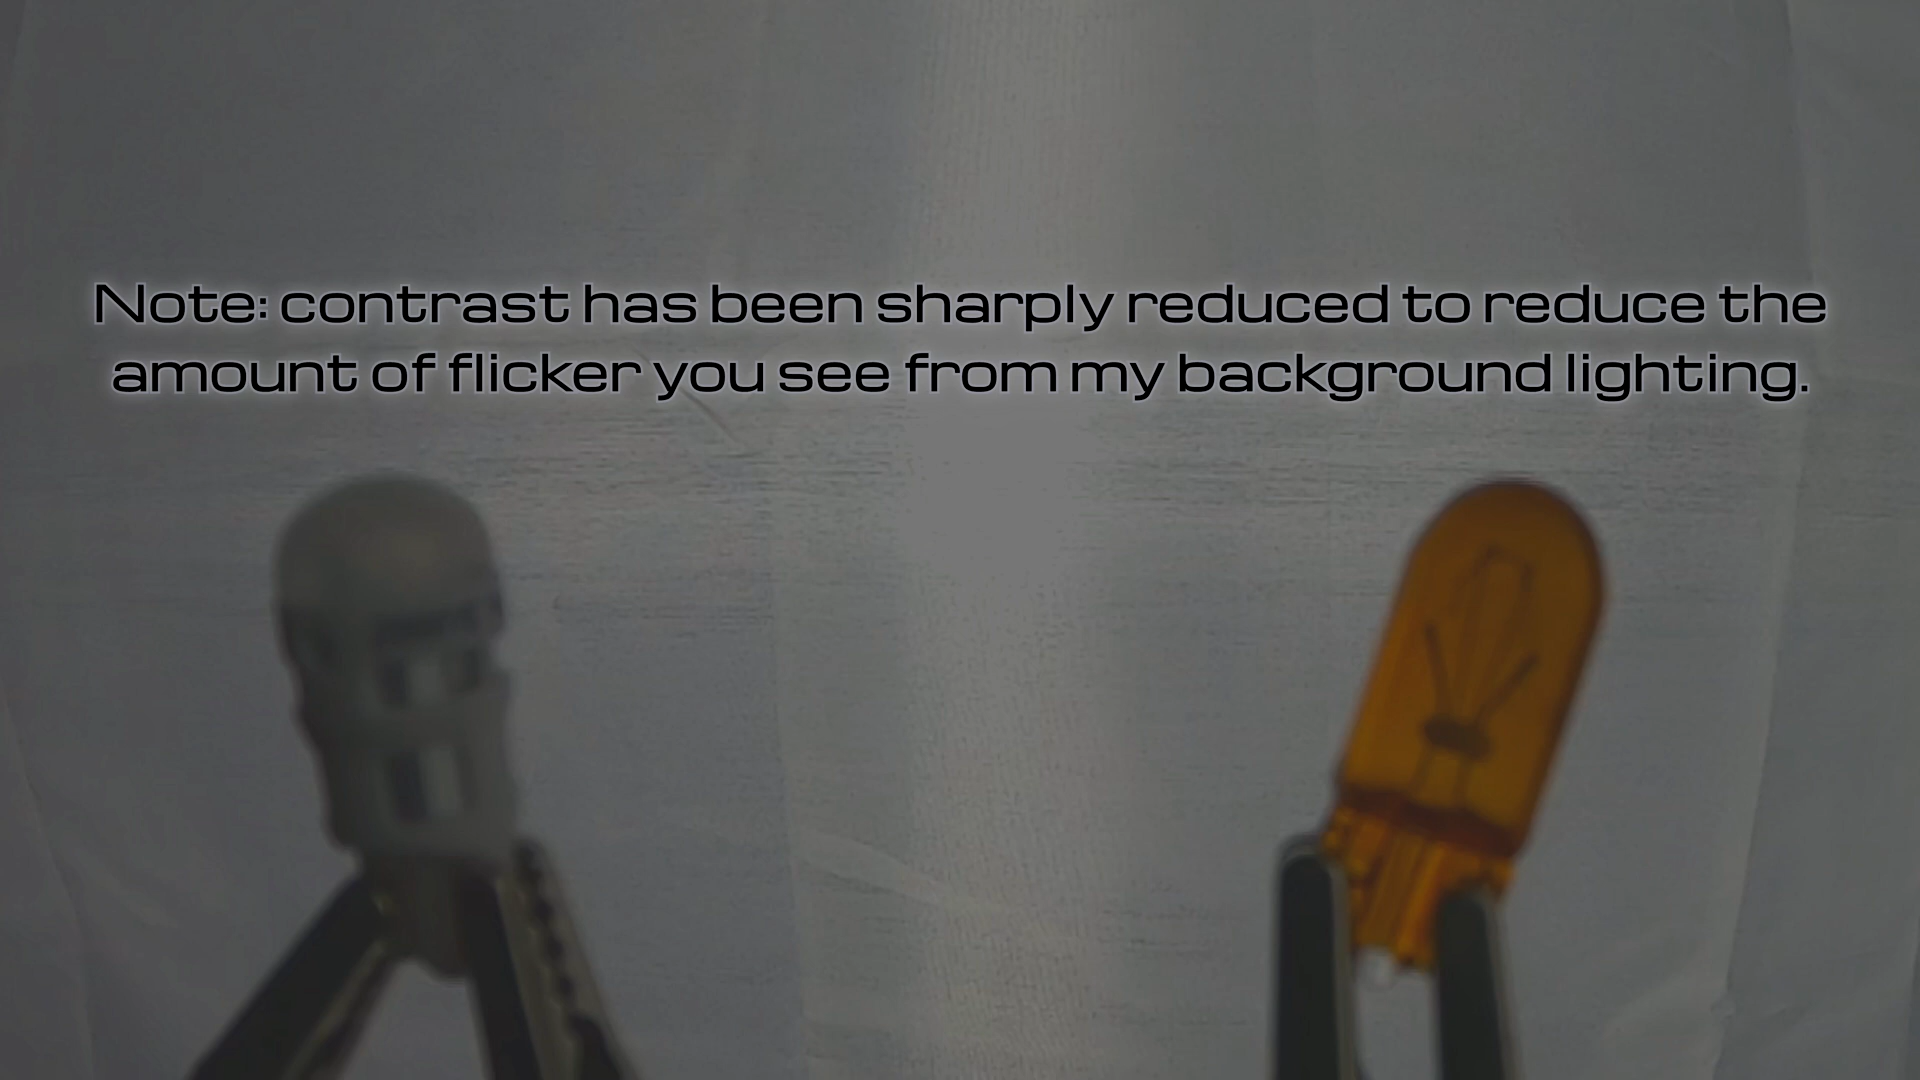 Note: contrast has been sharply reduced to reduce the
amount of flicker you see from my background lighting.